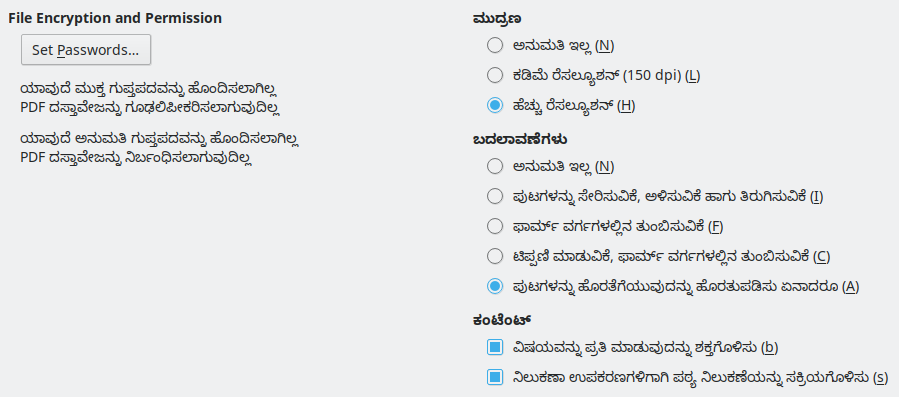 File Encryption and Permission
Set Passwords...
ಯಾವುದೆ ಮುಕ್ತ ಗುಪ್ತಪದವನ್ನು ಹೊಂದಿಸಲಾಗಿಲ್ಲ
PDF ದಸ್ತಾವೇಜನ್ನು ಗೂಢಲಿಪೀಕರಿಸಲಾಗುವುದಿಲ್ಲ
ಯಾವುದೆ ಅನುಮತಿ ಗುಪ್ತಪದವನ್ನು ಹೊಂದಿಸಲಾಗಿಲ್ಲ
PDF ದಸ್ತಾವೇಜನ್ನು ನಿರ್ಬಂಧಿಸಲಾಗುವುದಿಲ್ಲ
ಮುದ್ರಣ
ಅನುಮತಿ ಇಲ್ಲ (N)
ಕಡಿಮೆ ರೆಸಲ್ಯೂಶನ್ (150 dpi) (L)
ಹೆಚ್ಚು ರೆಸಲ್ಯೂಶನ್ (H)
ಬದಲಾವಣೆಗಳು
ಅನುಮತಿ ಇಲ್ಲ (N)
ಪುಟಗಳನ್ನು ಸೇರಿಸುವಿಕೆ, ಅಳಿಸುವಿಕೆ ಹಾಗು ತಿರುಗಿಸುವಿಕೆ (I)
ಫಾರ್ಮ್ ವರ್ಗಗಳಲ್ಲಿನ ತುಂಬಿಸುವಿಕೆ (F)
ಟಿಪ್ಪಣಿ ಮಾಡುವಿಕೆ, ಫಾರ್ಮ್ ವರ್ಗಗಳಲ್ಲಿನ ತುಂಬಿಸುವಿಕೆ (C)
ಪುಟಗಳನ್ನು ಹೊರತೆಗೆಯುವುದನ್ನು ಹೊರತುಪಡಿಸಿ ಏನಾದರೂ (A)
ಕಂಟೆಂಟ್
ವಿಷಯವನ್ನು ಪ್ರತಿ ಮಾಡುವುದನ್ನು ಶಕ್ತಗೊಳಿಸು (b)
ನಿಲುಕಣಾ ಉಪಕರಣಗಳಿಗಾಗಿ ಪಠ್ಯ ನಿಲುಕಣೆಯನ್ನು ಸಕ್ರಿಯಗೊಳಿಸು (s)